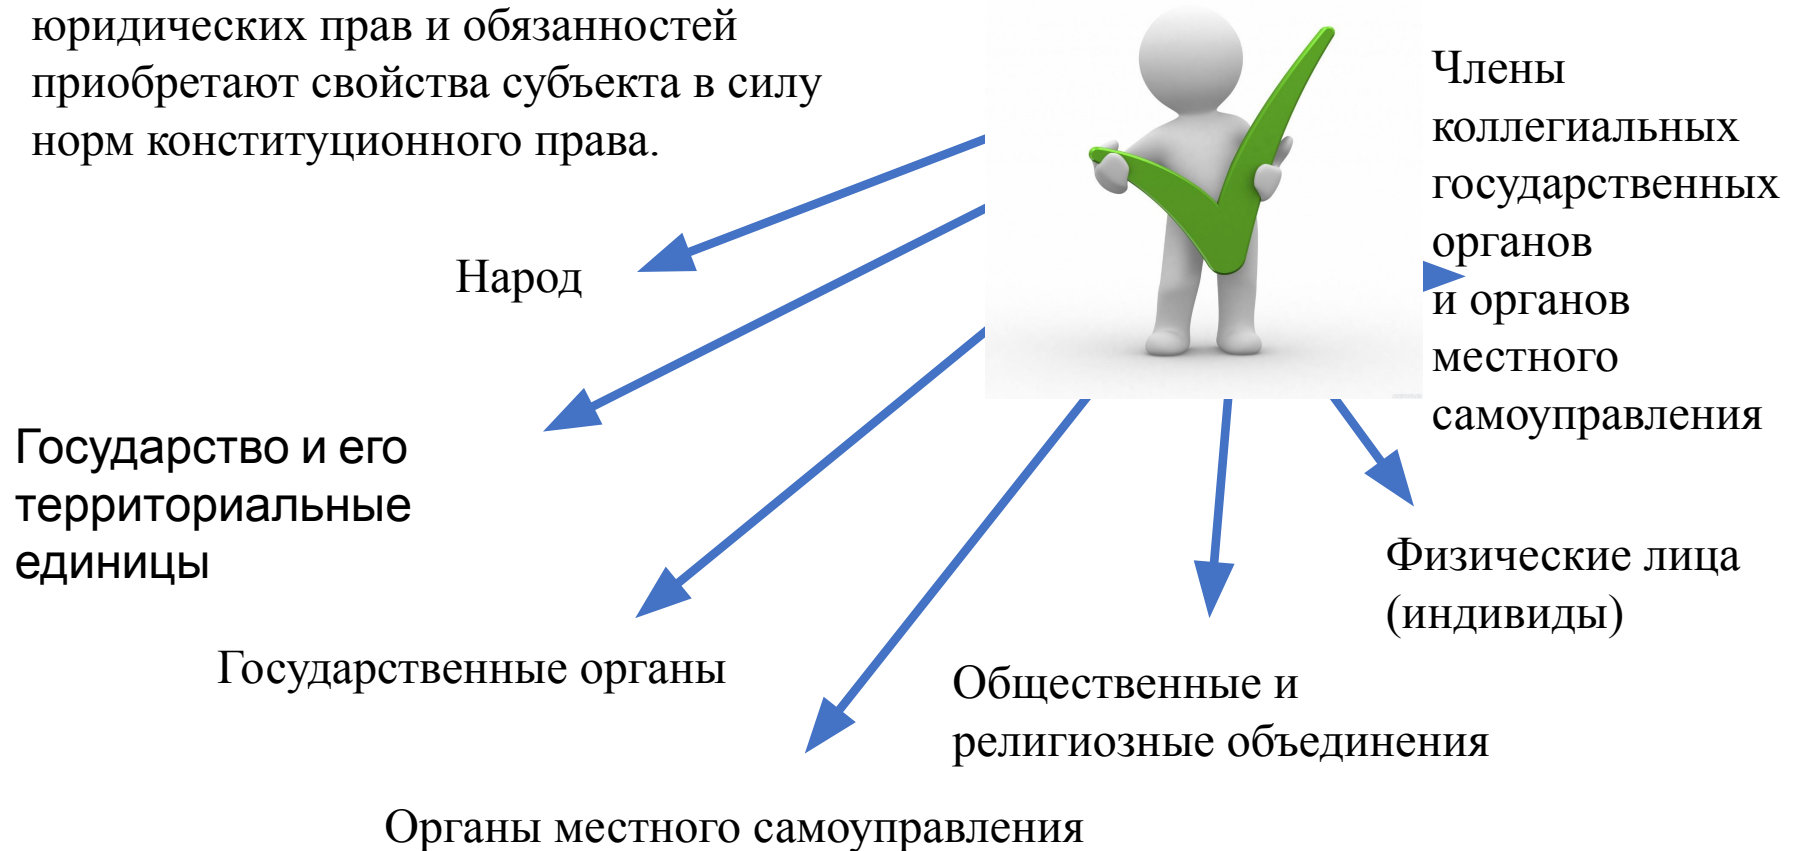 юридических прав и обязанностей
приобретают свойства субъекта в силу
норм конституционного права.
Члены
коллегиальных
государственных
органов
и органов
местного
самоуправления
Народ
Государство и его
территориальные
единицы
Физические лица
(индивиды)
Государственные органы
Общественные и
религиозные объединения
Органы местного самоуправления